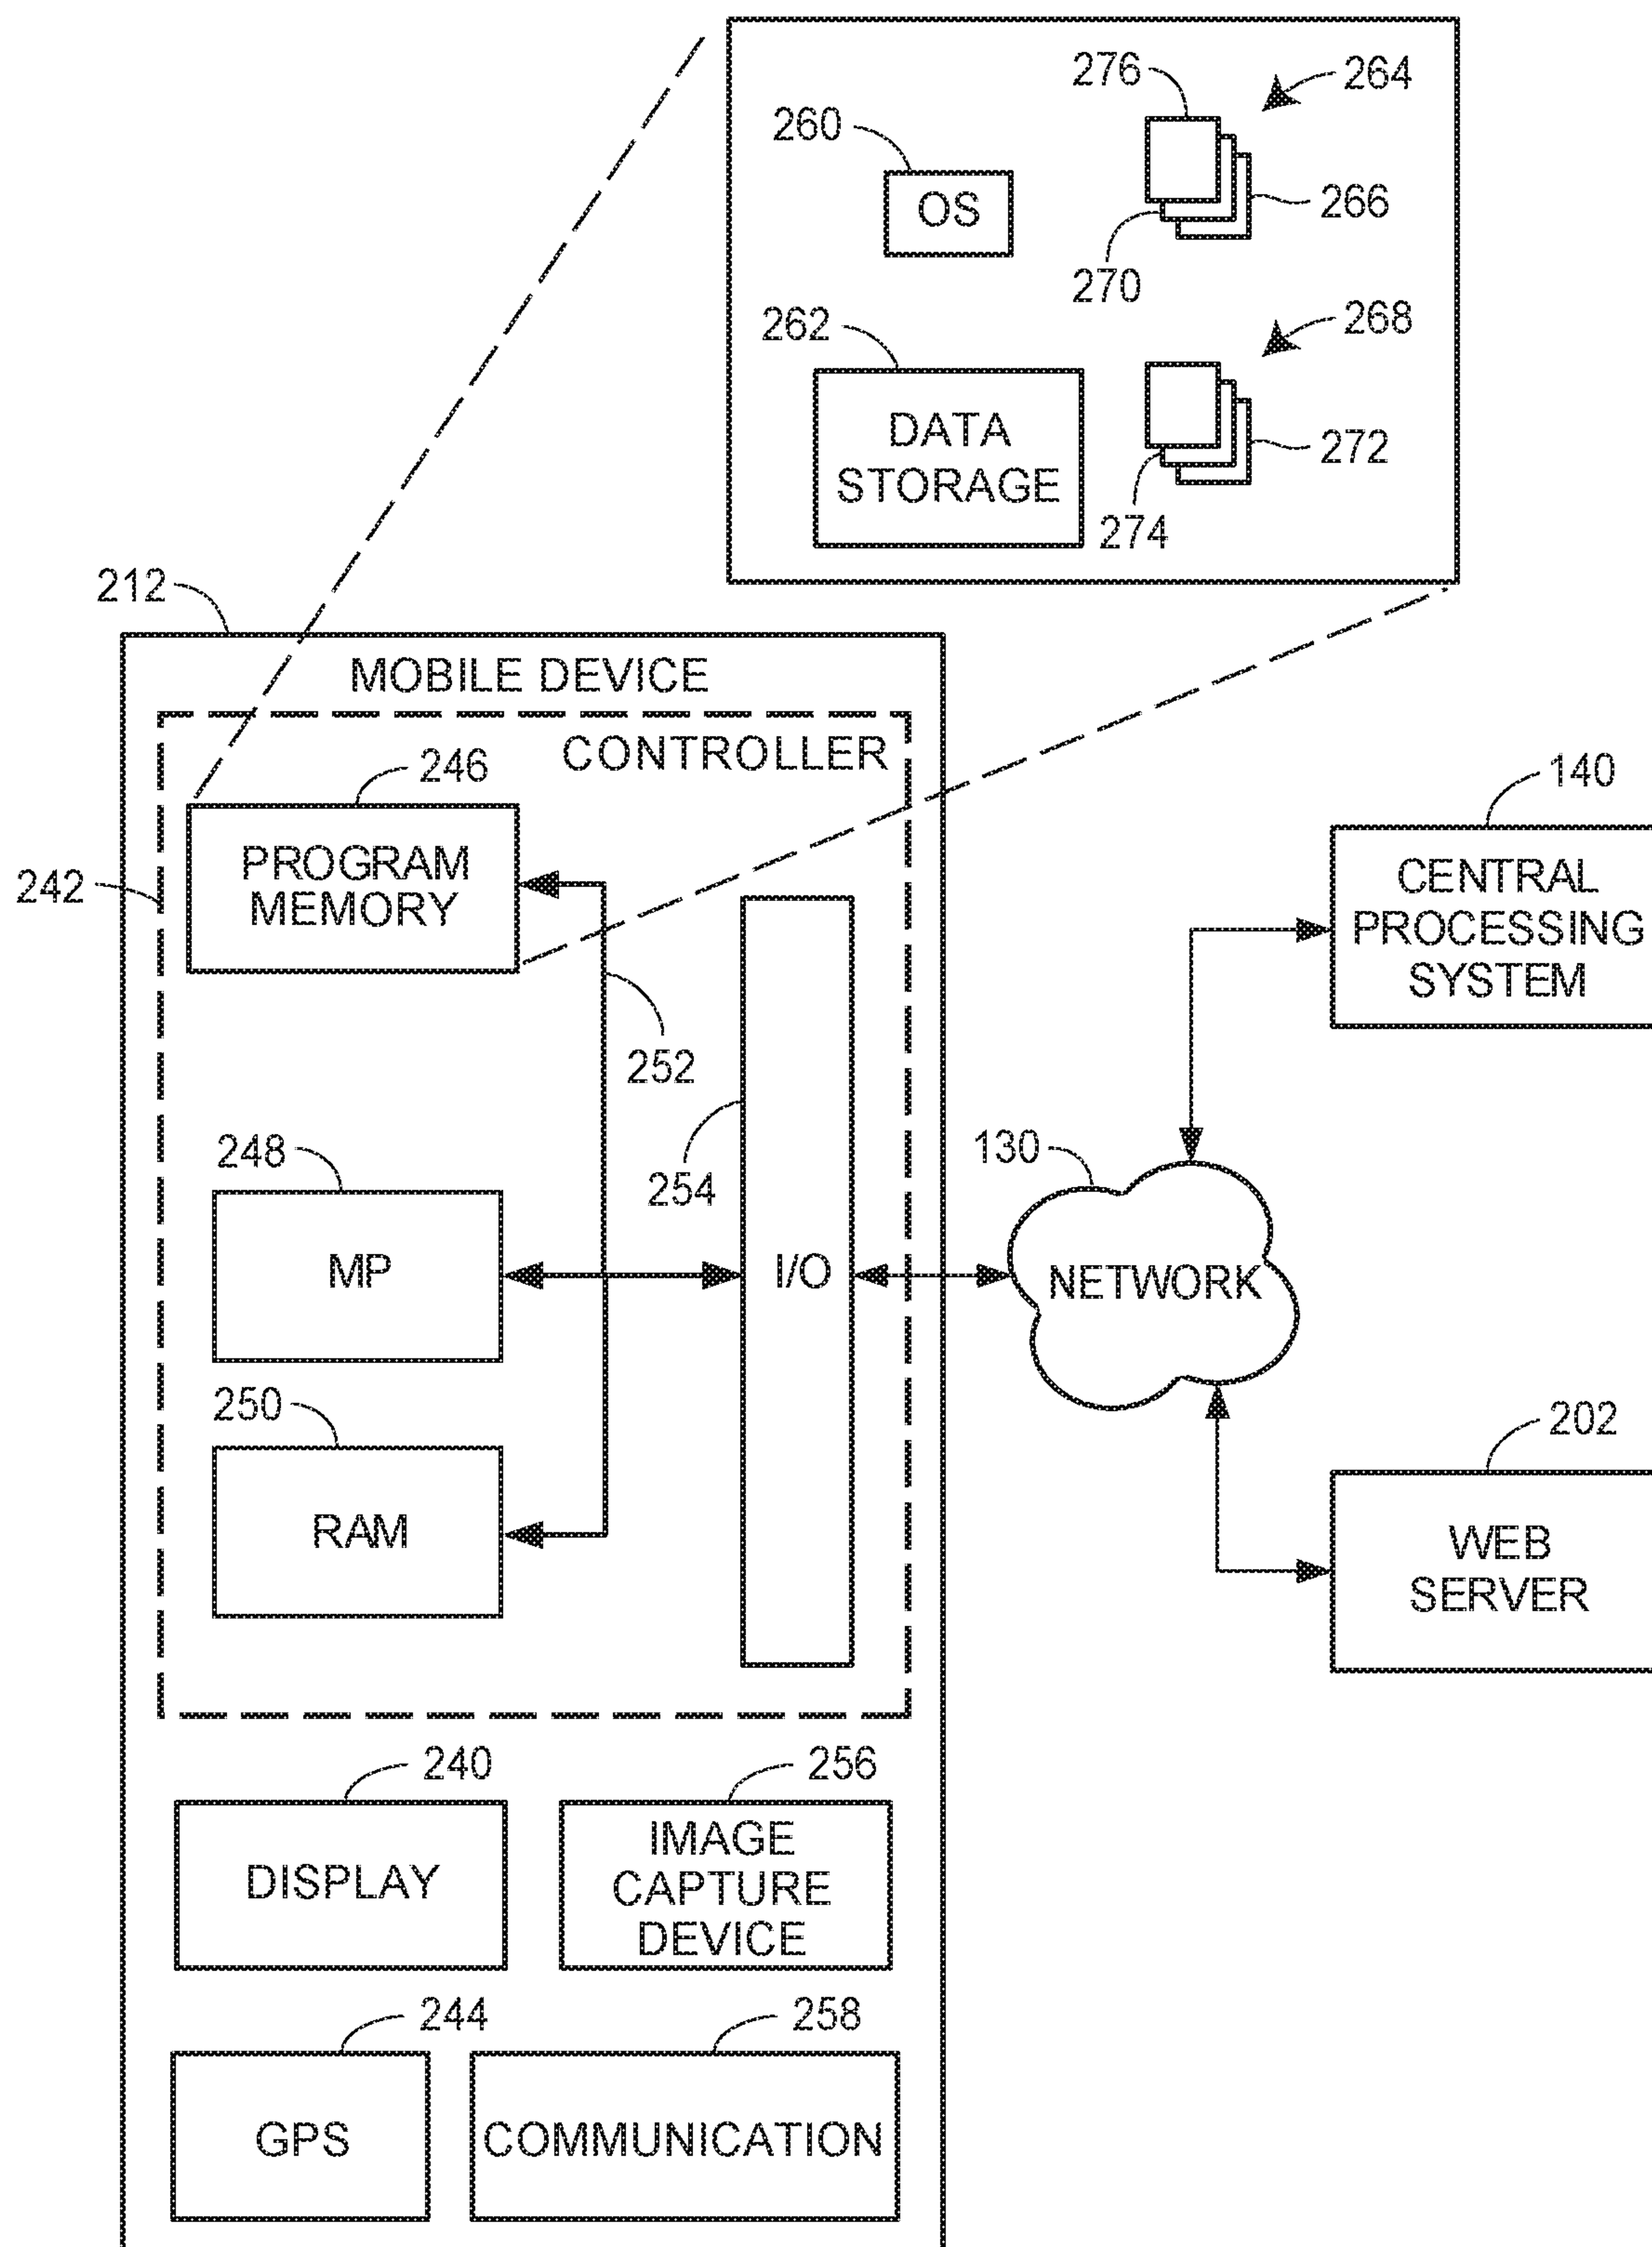 276
264
260
OS
266
270
262
268
DATA
STORAGE
272
274
212
MOBILE DEVICE
CONTROLLER
246
PROGRAM
MEMORY
242
252
254
248
MP
I/O
250
RAM
140
CENTRAL
PROCESSING
SYSTEM
130
NETWORK
202
WEB
SERVER
240
DISPLAY
256
IMAGE
CAPTURE
DEVICE
244
GPS
258
COMMUNICATION